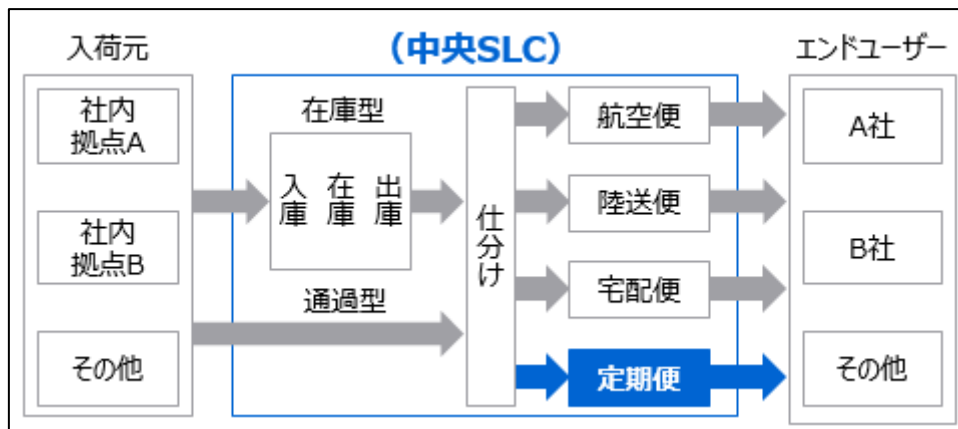 入荷元
社内
拠点A
社内
拠点B
その他
（中央SLC）
在庫型
入庫
在庫
出庫
通過型
仕分け
航空便
陸送便
宅配便
定期便
エンドユーザー
A社
B社
その他